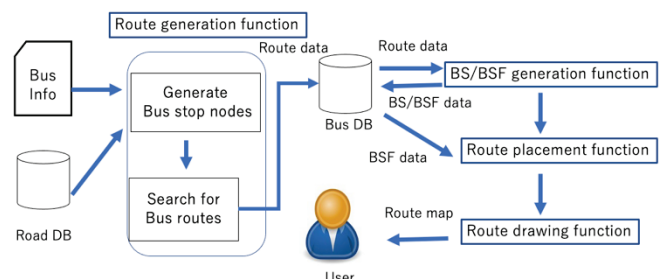 Route generation function
Bus
Info
Road DB
Generate
Bus stop nodes
Search for
Bus routes
Route data
Bus DB
Route data
BS/BSF data
BSF data
BS/BSF generation function
Route placement function
Route drawing function
Route map
User